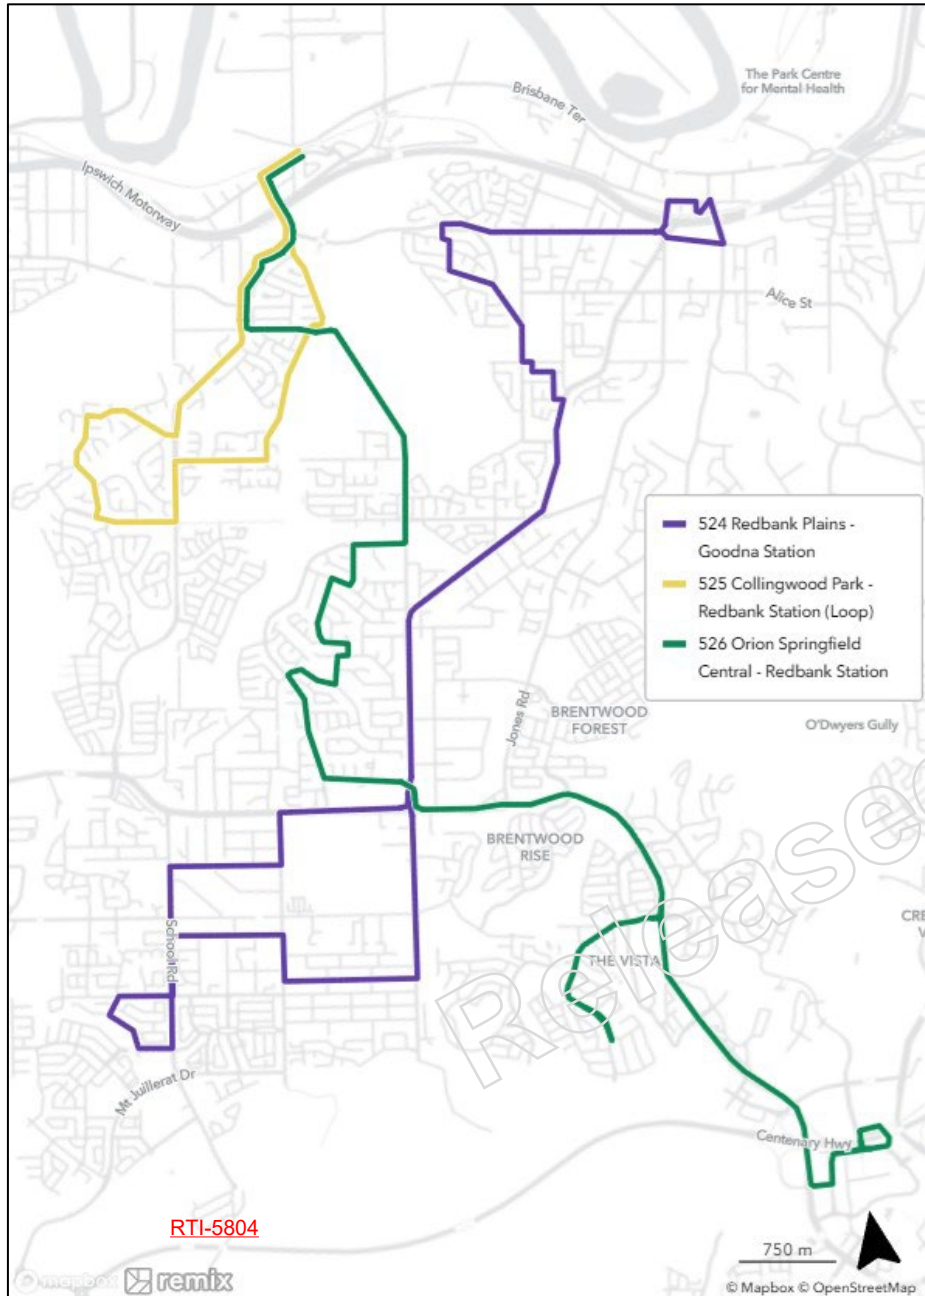 The Park Centre
for Mental Health
Brisbane Ter
Ipswich Motorway
Alice St
524 Redbank Plains -
Goodna Station
525 Collingwood Park -
Redbank Station (Loop)
526 Orion Springfield
Central - Redbank Station
Jones Rd
BRENTWOOD
FOREST
O'Dwyers Gully
BRENTWOOD
RISE
Released
CRE
V
School Rd
THE VISTA
Mt Juillerat Dr
Centenary Hwy
RTI-5804
750 m
mapbox
remix
© Mapbox © OpenStreetMap